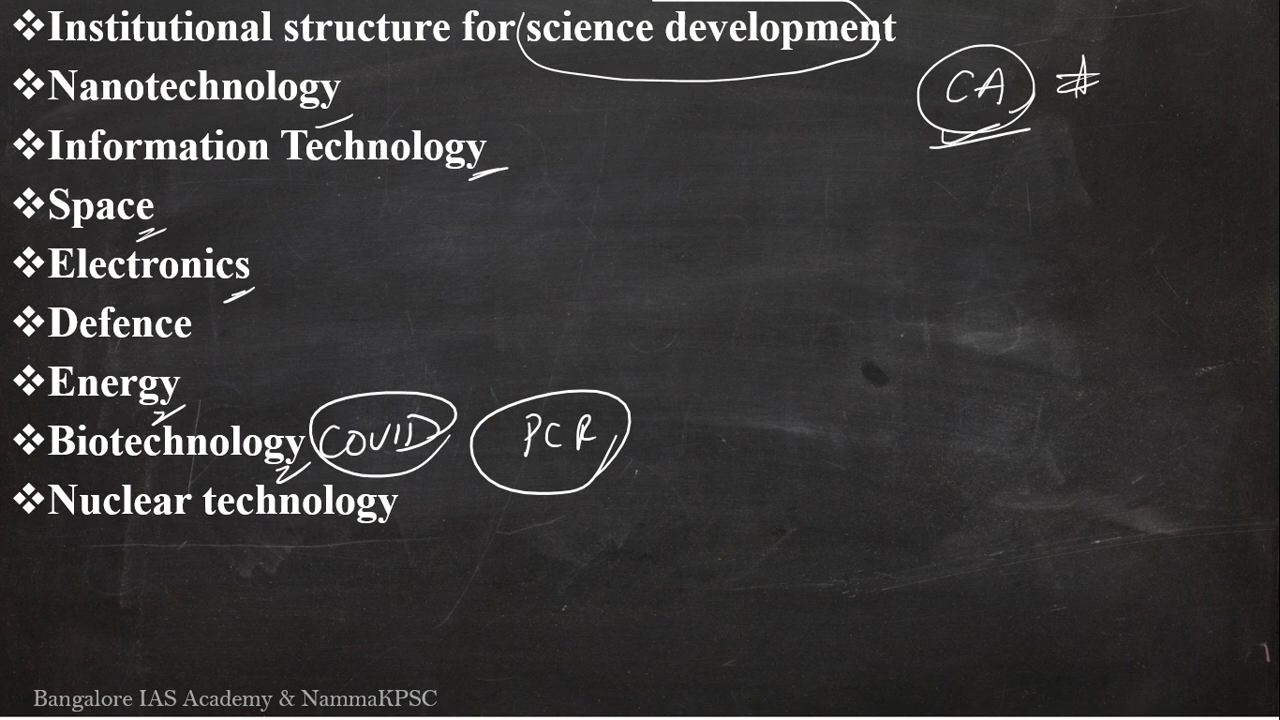 ❖Institutional structure for science development
CA #
❖Nanotechnology
❖Information Technology
❖Space
❖Electronics
❖Defence
❖Energy
❖Biotechnology COVID PCR
❖Nuclear technology
Bangalore IAS Academy & NammaKPSC